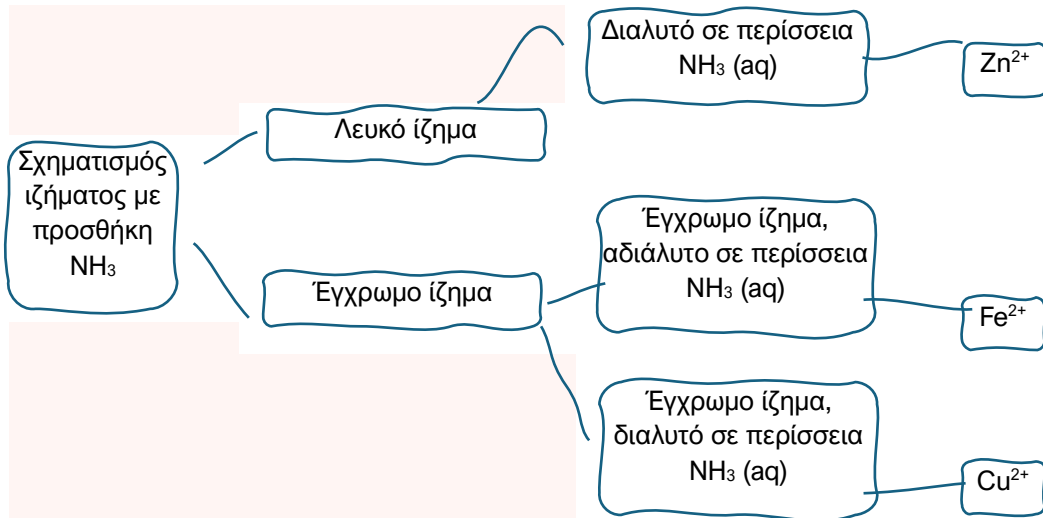 Διαλυτό σε περίσσεια
NH₃ (aq)
Zn²⁺
Λευκό ίζημα
Σχηματισμός
ιζήματος με
προσθήκη
NH₃
Έγχρωμο ίζημα
Έγχρωμο ίζημα,
αδιάλυτο σε περίσσεια
NH₃ (aq)
Fe²⁺
Έγχρωμο ίζημα,
διαλυτό σε περίσσεια
NH₃ (aq)
Cu²⁺